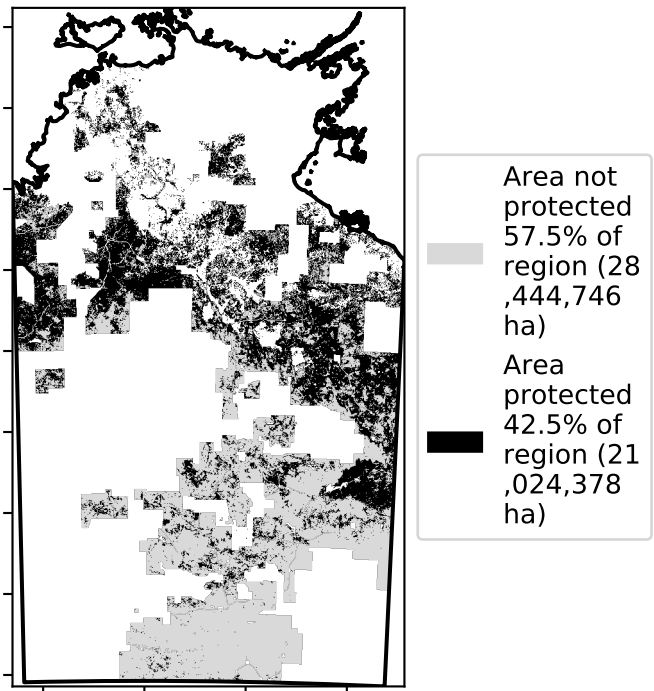 Area not
protected
57.5% of
region (28
,444,746
ha)
Area
protected
42.5% of
region (21
,024,378
ha)